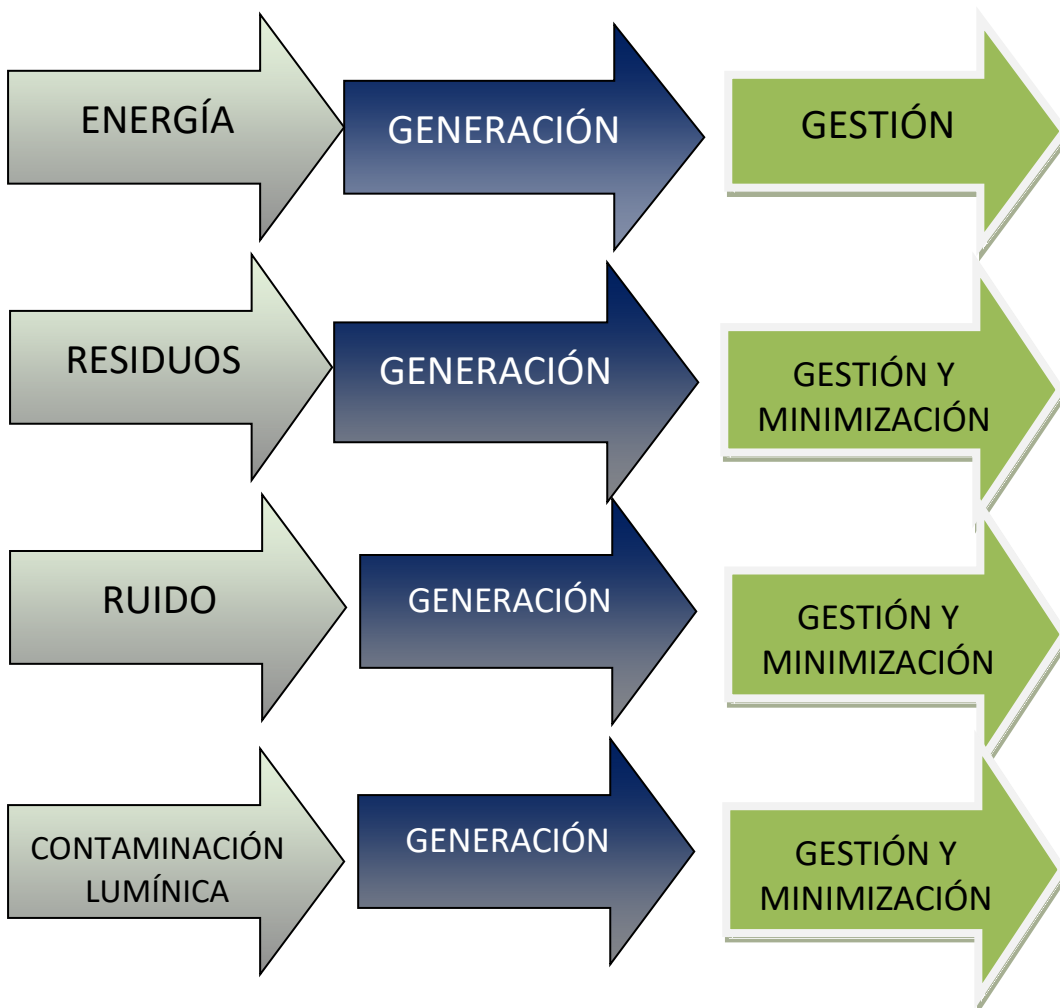 ENERGÍA
GENERACIÓN
GESTIÓN
RESIDUOS
GENERACIÓN
GESTIÓN Y
MINIMIZACIÓN
RUIDO
GENERACIÓN
GESTIÓN Y
MINIMIZACIÓN
CONTAMINACIÓN
LUMÍNICA
GENERACIÓN
GESTIÓN Y
MINIMIZACIÓN